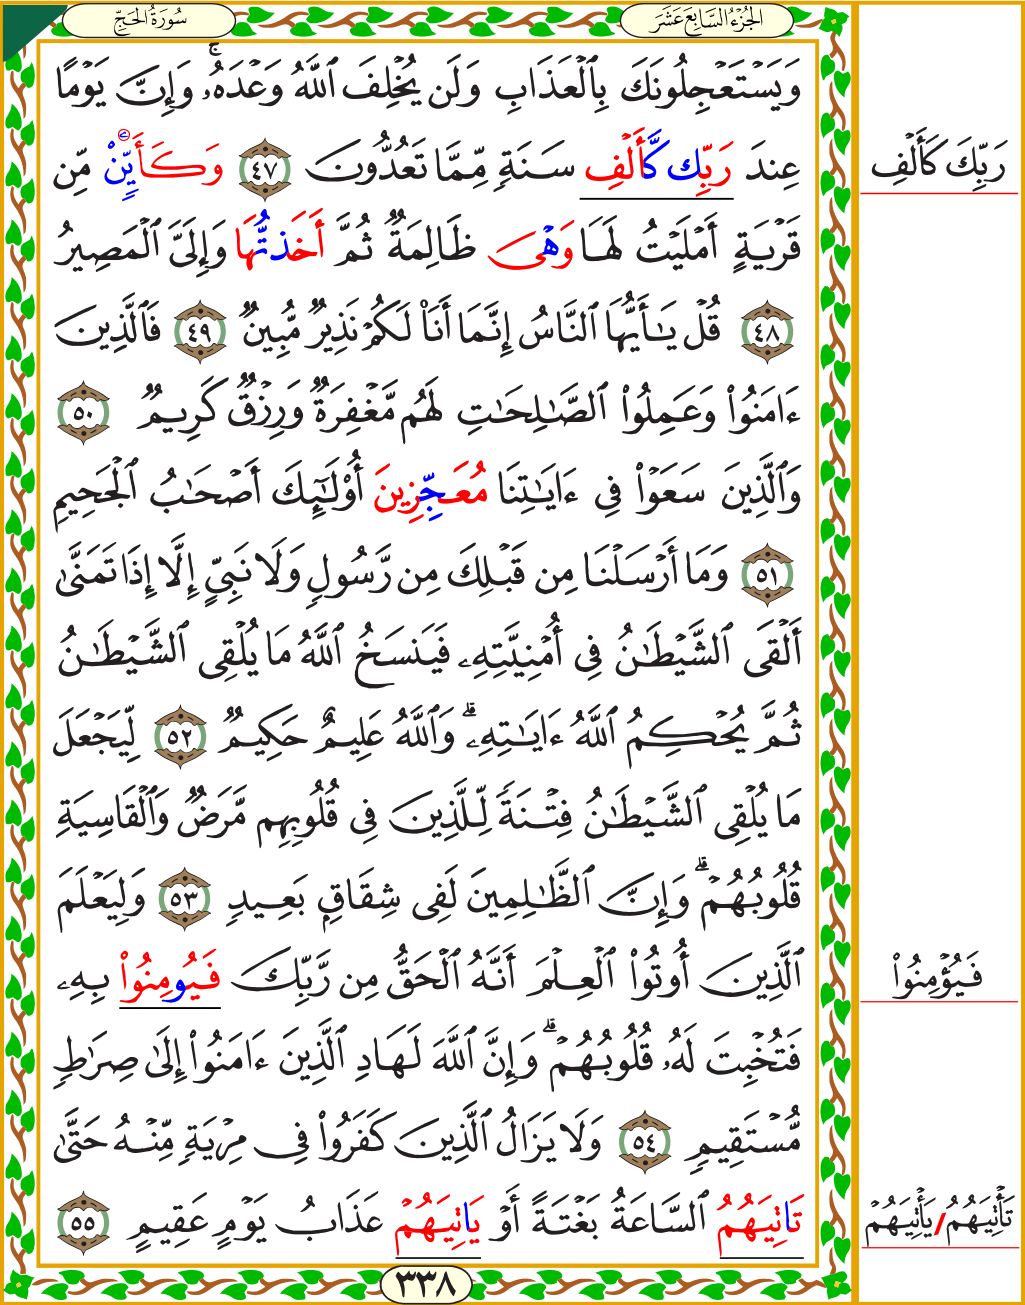 سُورَةُ الحَجِّ
الجُزْءُ السَّابِعَ عَشَرَ
وَيَسْتَعْجِلُونَكَ بِٱلْعَذَابِ وَلَن يُخْلِفَ ٱللَّهُ وَعْدَهُۥۚ وَإِنَّ يَوْمًا
عِندَ رَبِّك كَّأَلْفِ سَنَةٍ مِّمَّا تَعُدُّونَ ٤٧ وَكَأَيِّنْ مِّن
قَرْيَةٍ أَمْلَيْتُ لَهَا وَهْىَ ظَالِمَةٌ ثُمَّ أَخَذتُّهَا وَإِلَىَّ ٱلْمَصِيرُ
٤٨ قُلْ يَـٰٓأَيُّهَا ٱلنَّاسُ إِنَّمَآ أَنَا۠ لَكُمْ نَذِيرٌ مُّبِينٌ ٤٩ فَٱلَّذِينَ
ءَامَنُوا۟ وَعَمِلُوا۟ ٱلصَّـٰلِحَـٰتِ لَهُم مَّغْفِرَةٌ وَرِزْقٌ كَرِيمٌ ٥٠
وَٱلَّذِينَ سَعَوْا۟ فِىٓ ءَايَـٰتِنَا مُعَجِّزِينَ أُو۟لَـٰٓئِكَ أَصْحَـٰبُ ٱلْجَحِيمِ
٥١ وَمَآ أَرْسَلْنَا مِن قَبْلِكَ مِن رَّسُولٍ وَلَا نَبِىٍّ إِلَّآ إِذَا تَمَنَّىٰٓ
أَلْقَى ٱلشَّيْطَـٰنُ فِىٓ أُمْنِيَّتِهِۦ فَيَنسَخُ ٱللَّهُ مَا يُلْقِى ٱلشَّيْطَـٰنُ
ثُمَّ يُحْكِمُ ٱللَّهُ ءَايَـٰتِهِۦۗ وَٱللَّهُ عَلِيمٌ حَكِيمٌ ٥٢ لِّيَجْعَلَ
مَا يُلْقِى ٱلشَّيْطَـٰنُ فِتْنَةً لِّلَّذِينَ فِى قُلُوبِهِم مَّرَضٌ وَٱلْقَاسِيَةِ
قُلُوبُهُمْۗ وَإِنَّ ٱلظَّـٰلِمِينَ لَفِى شِقَاقٍۭ بَعِيدٍ ٥٣ وَلِيَعْلَمَ
ٱلَّذِينَ أُوتُوا۟ ٱلْعِلْمَ أَنَّهُ ٱلْحَقُّ مِن رَّبِّكَ فَيُومِنُوا۟ بِهِۦ
فَتُخْبِتَ لَهُۥ قُلُوبُهُمْۗ وَإِنَّ ٱللَّهَ لَهَادِ ٱلَّذِينَ ءَامَنُوٓا۟ إِلَىٰ صِرَٰطٍ
مُّسْتَقِيمٍ ٥٤ وَلَا يَزَالُ ٱلَّذِينَ كَفَرُوا۟ فِى مِرْيَةٍ مِّنْهُ حَتَّىٰ
تَاتِيَهُمُ ٱلسَّاعَةُ بَغْتَةً أَوْ يَاتِيَهُمْ عَذَابُ يَوْمٍ عَقِيمٍ ٥٥
٣٣٨
رَبِّكَ كَأَلْفِ
فَيُؤْمِنُوا۟
تَأْتِيَهُمُ/يَأْتِيَهُمْ